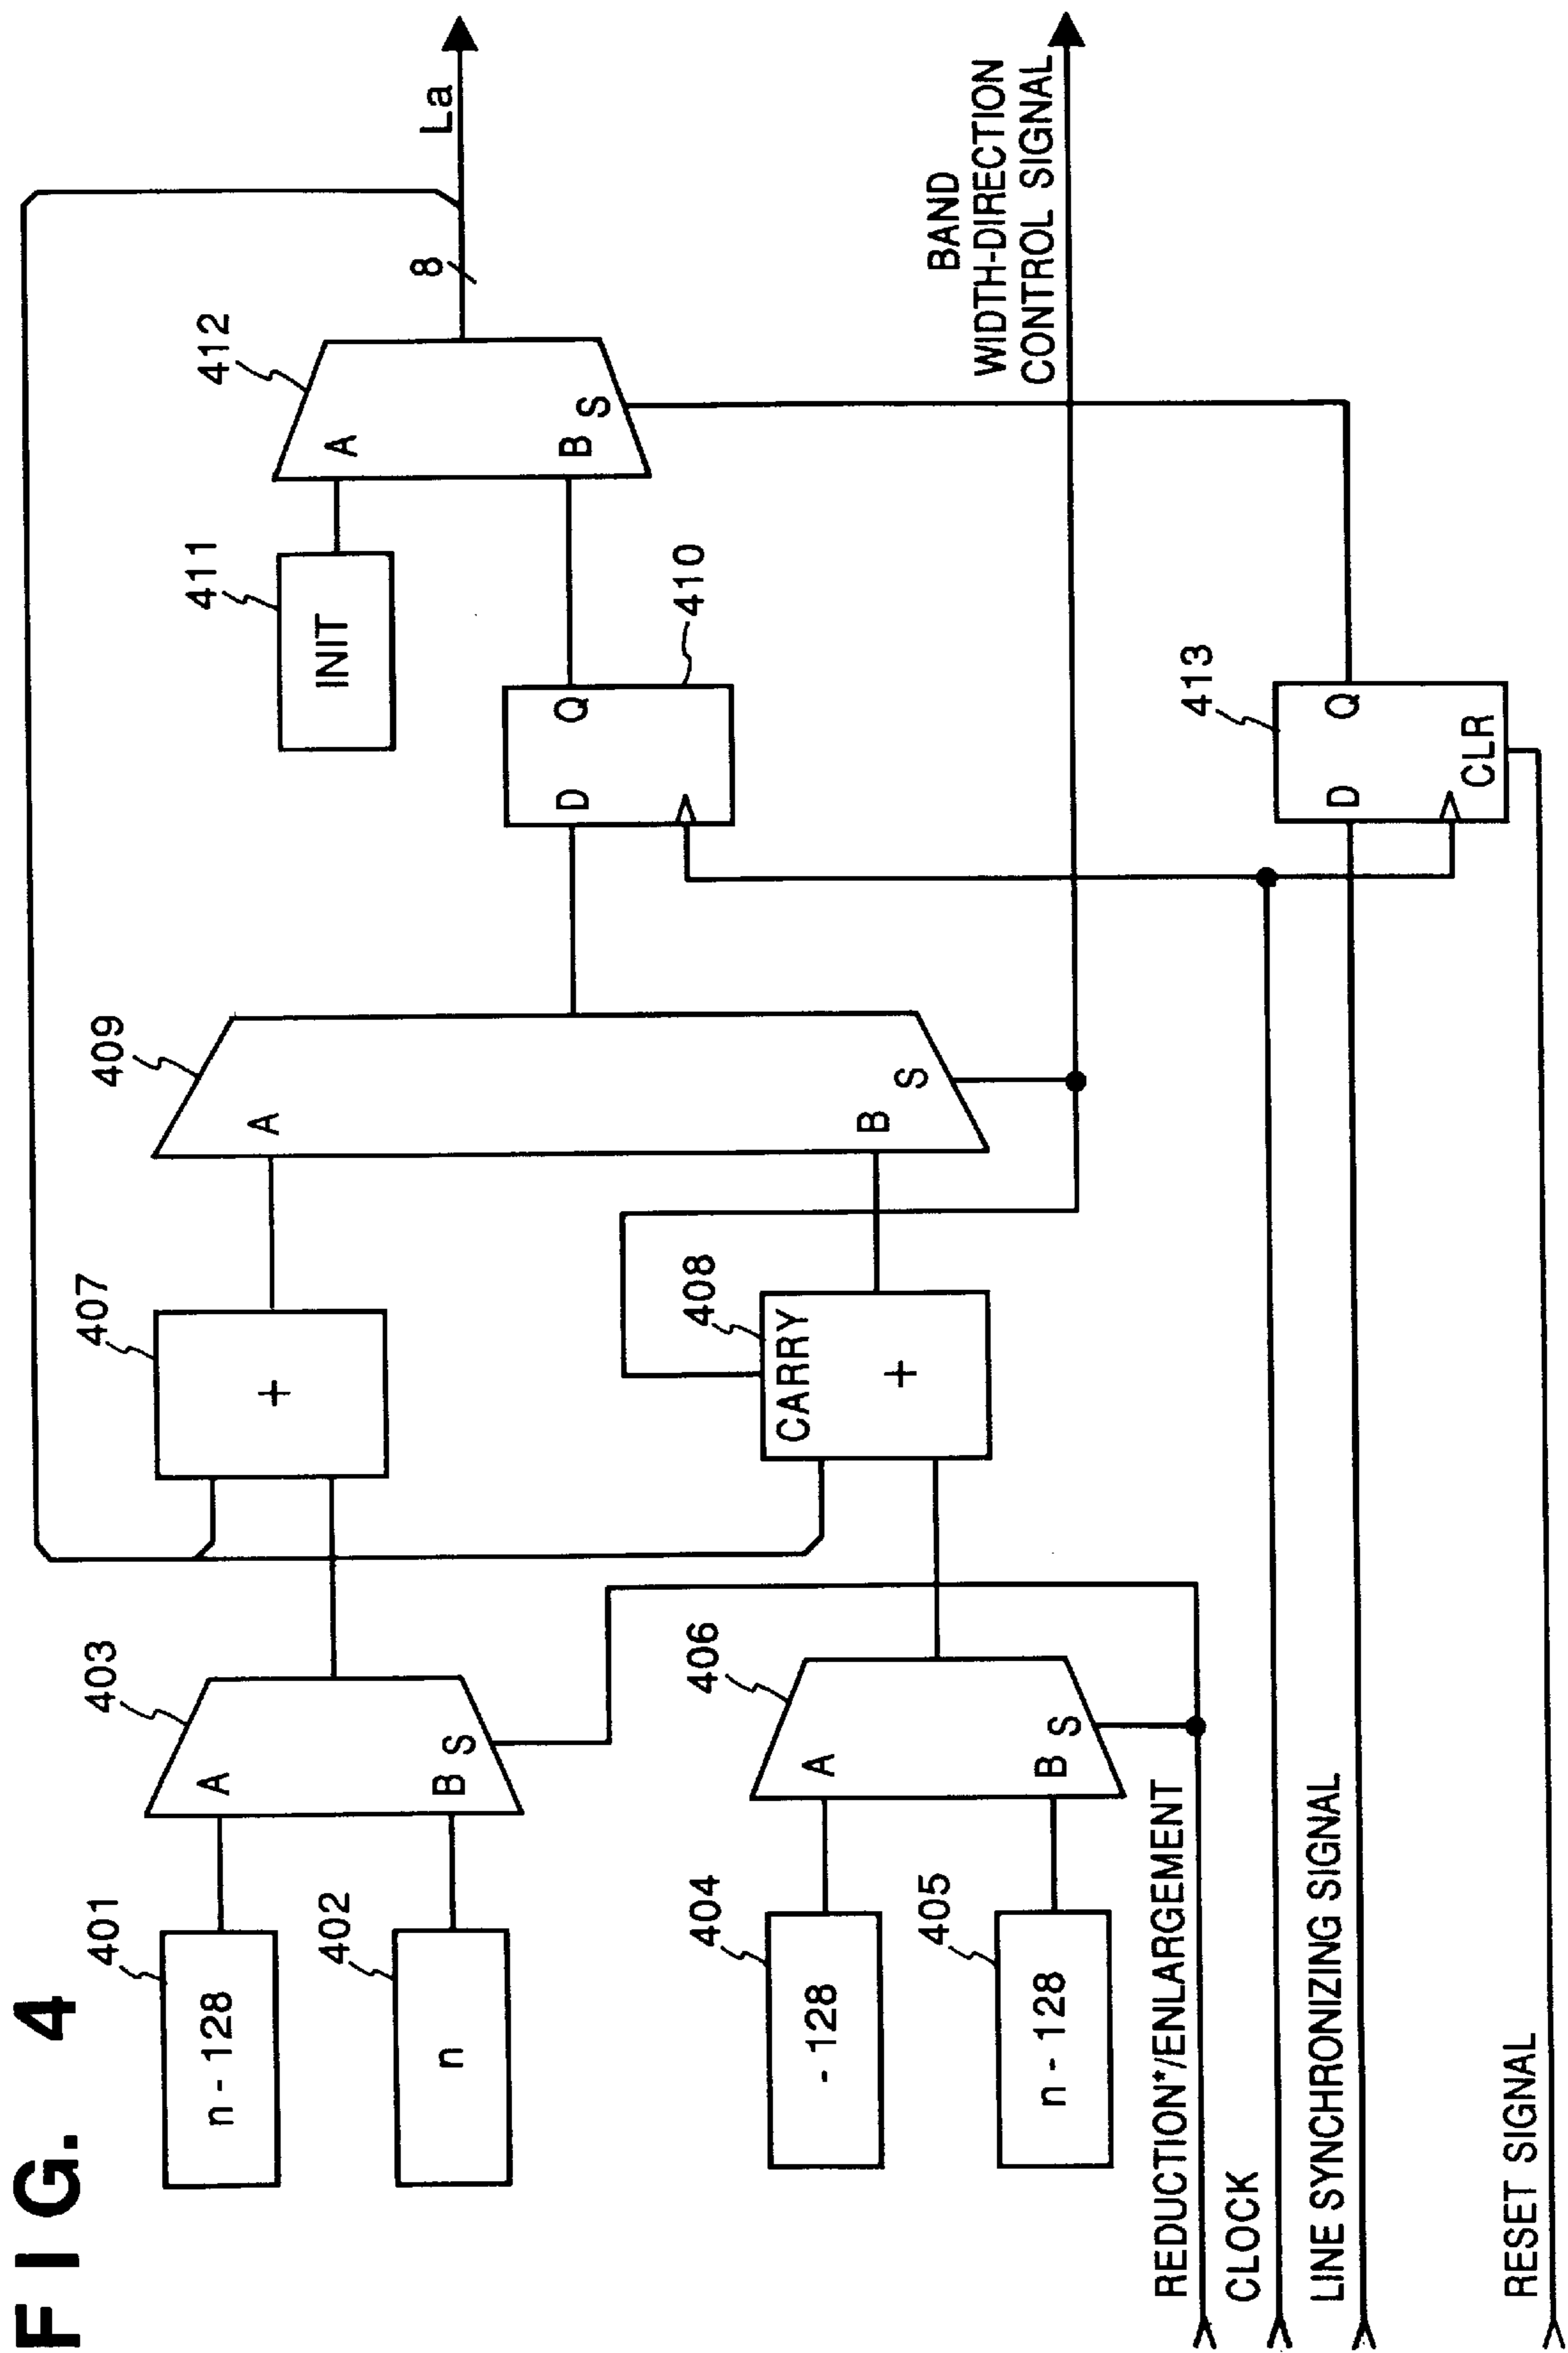 FIG. 4
401
n - 128
402
n
403
A
B
S
404
- 128
405
n - 128
406
A
B
S
407
+
408
CARRY
+
409
A
B
S
410
D
Q
411
INIT
412
A
B
S
8
La
BAND
WIDTH-DIRECTION
CONTROL SIGNAL
413
D
Q
CLR
REDUCTION*/ENLARGEMENT
CLOCK
LINE SYNCHRONIZING SIGNAL
RESET SIGNAL